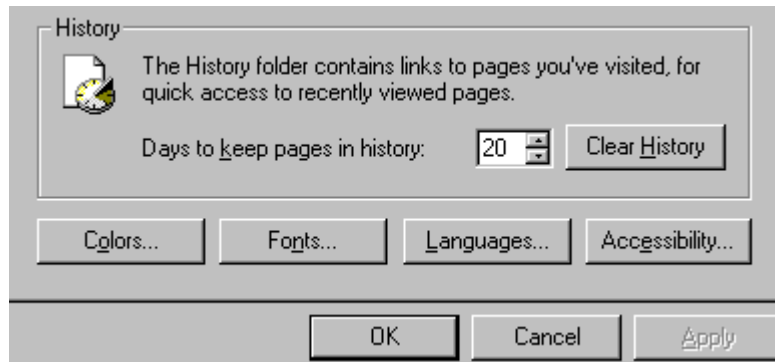 History
The History folder contains links to pages you've visited, for
quick access to recently viewed pages.
Days to keep pages in history: 20 Clear History
Colors... Fonts... Languages... Accessibility...
OK Cancel Apply